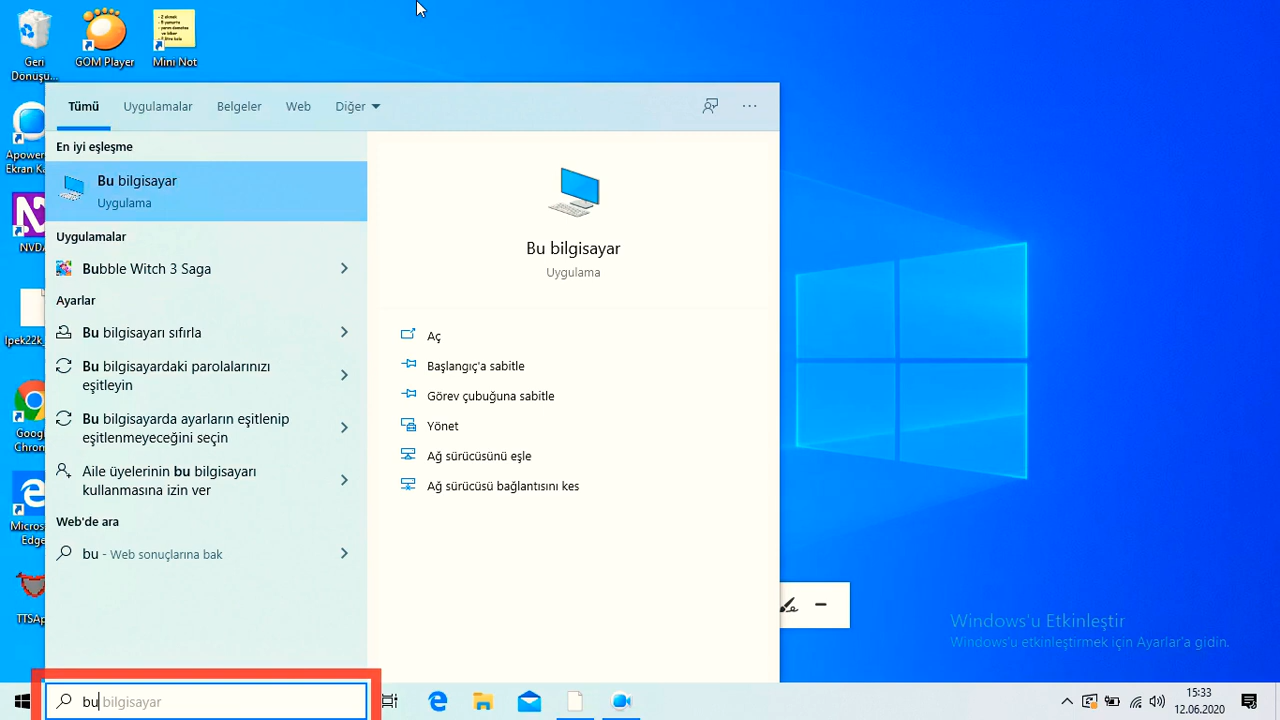 Geri
Dönüşü...
GOM Player
Mini Not
Apower
Ekran Ka
NVDA
Ipek22k_
Google
Chrom
Micros
Edge
TTSAp
Tümü
Uygulamalar
Belgeler
Web
Diğer
En iyi eşleşme
Bu bilgisayar
Uygulama
Uygulamalar
Bubble Witch 3 Saga
Ayarlar
Bu bilgisayarı sıfırla
Bu bilgisayardaki parolalarınızı
eşitleyin
Bu bilgisayarda ayarların eşitlenip
eşitlenmeyeceğini seçin
Aile üyelerinin bu bilgisayarı
kullanmasına izin ver
Web'de ara
bu - Web sonuçlarına bak
Bu bilgisayar
Uygulama
Aç
Başlangıç'a sabitle
Görev çubuğuna sabitle
Yönet
Ağ sürücüsünü eşle
Ağ sürücüsü bağlantısını kes
Windows'u Etkinleştir
Windows'u etkinleştirmek için Ayarlar'a gidin.
bu bilgisayar
15:33
12.06.2020